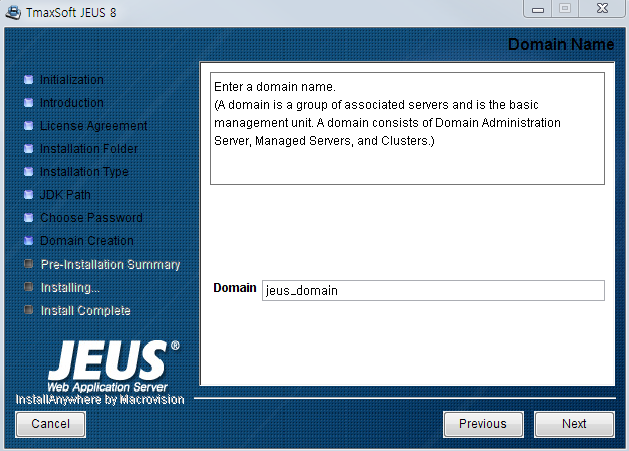 TmaxSoft JEUS 8
Domain Name
Initialization
Introduction
License Agreement
Installation Folder
Installation Type
JDK Path
Choose Password
Domain Creation
Pre-Installation Summary
Installing...
Install Complete
Enter a domain name.
(A domain is a group of associated servers and is the basic
management unit. A domain consists of Domain Administration
Server, Managed Servers, and Clusters.)
Domain jeus_domain
JEUS®
Web Application Server
InstallAnywhere by Macrovision
Cancel Previous Next